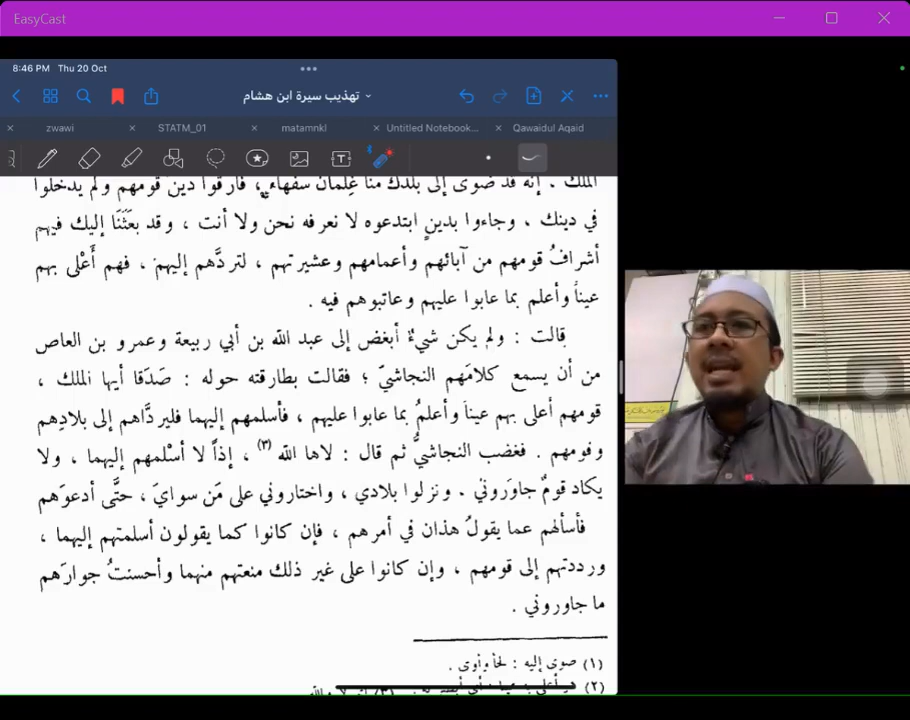 EasyCast
8:46 PM Thu 20 Oct
تهذيب سيرة ابن هشام
zwawi
STATM_01
matamnkl
Untitled Notebook...
Qawaidul Aqaid
الملك . إنه قد ضوى إلى بلدك منا غِلمان سفهاء ، فارقوا دين قومهم ولم يدخلوا
في دينك . وجاءوا بدينٍ ابتدعوه لا نعرفه نحن ولا أنت ، وقد بعَثَنَا إليك فيهم
أشرافُ قومهم من آبائهم وأعمامهم وعشيرتهم ، لتردَّهم إليهم ، فهم أَعْلى بهم
عيناً وأعلم بما عابوا عليهم وعاتبوهم فيه .
قالت : ولم يكن شيءٌ أبغض إلى عبد الله بن أبي ربيعة وعمرو بن العاص
من أن يسمع كلامَهم النجاشيّ ؛ فقالت بطارقته حوله : صَدَقا أيها الملك ،
قومهم أعلى بهم عيناً وأعلمُ بما عابوا عليهم ، فأسلمهم إليهما فليردَّاهم إلى بلادِهم
وقومهم . فغضب النجاشيُّ ثم قال : لاها الله (٣) ، إذاً لا أسْلمهم إليهما ، ولا
يكاد قومٌ جاوَروني . ونزلوا بلادي ، واختاروني على مَن سوايَ ، حتَّى أدعوَهم
فأسألهم عما يقولُ هذان في أمرهم ، فإن كانوا كما يقولون أسلمتهم إليهما ،
ورددتهم إلى قومهم ، وإن كانوا على غير ذلك منعتهم منهما وأحسنتُ جوارَهم
ما جاوروني .
(١) ضوى إليه : لجأ وأوى .
(٢)